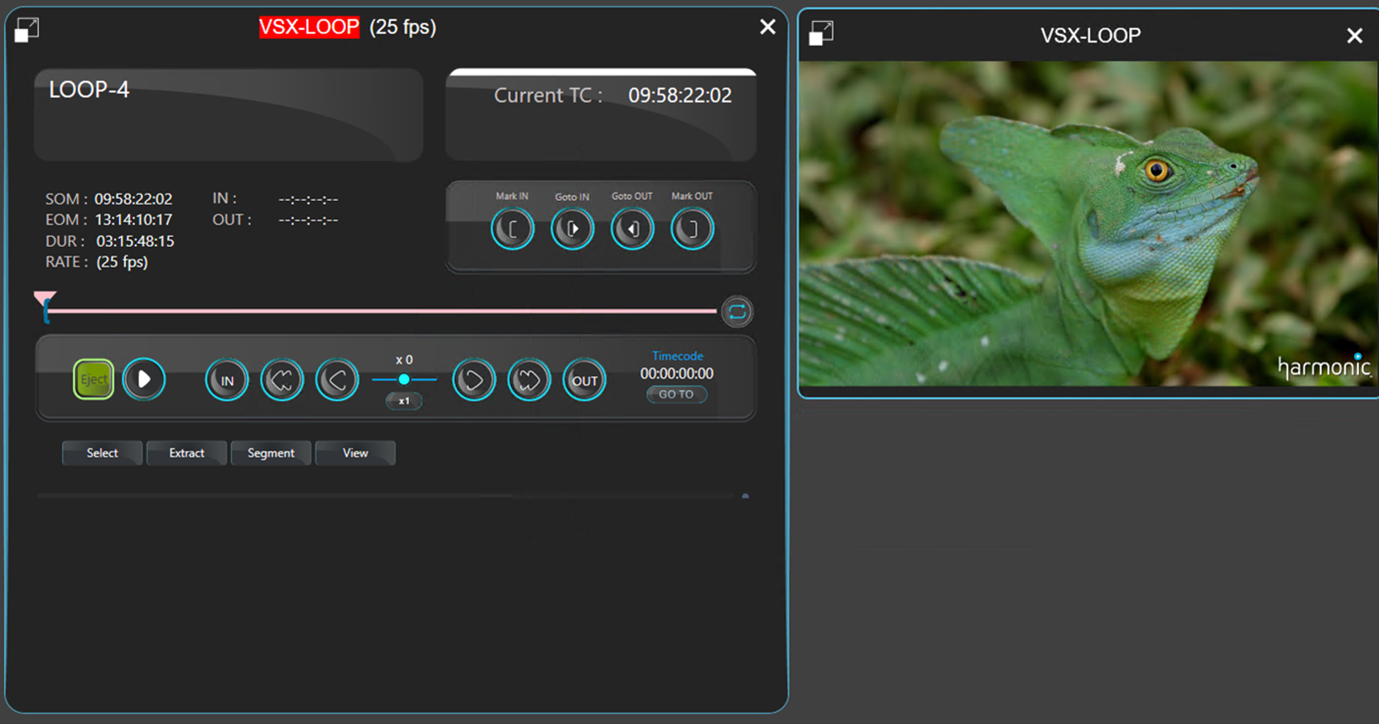 VSX-LOOP (25 fps)
LOOP-4
Current TC : 09:58:22:02
SOM : 09:58:22:02
EOM : 13:14:10:17
DUR : 03:15:48:15
RATE : (25 fps)
IN : --:--:--:--
OUT : --:--:--:--
Mark IN
Goto IN
Goto OUT
Mark OUT
Eject
IN
x 0
x1
OUT
Timecode
00:00:00:00
GO TO
Select
Extract
Segment
View
VSX-LOOP
harmonic